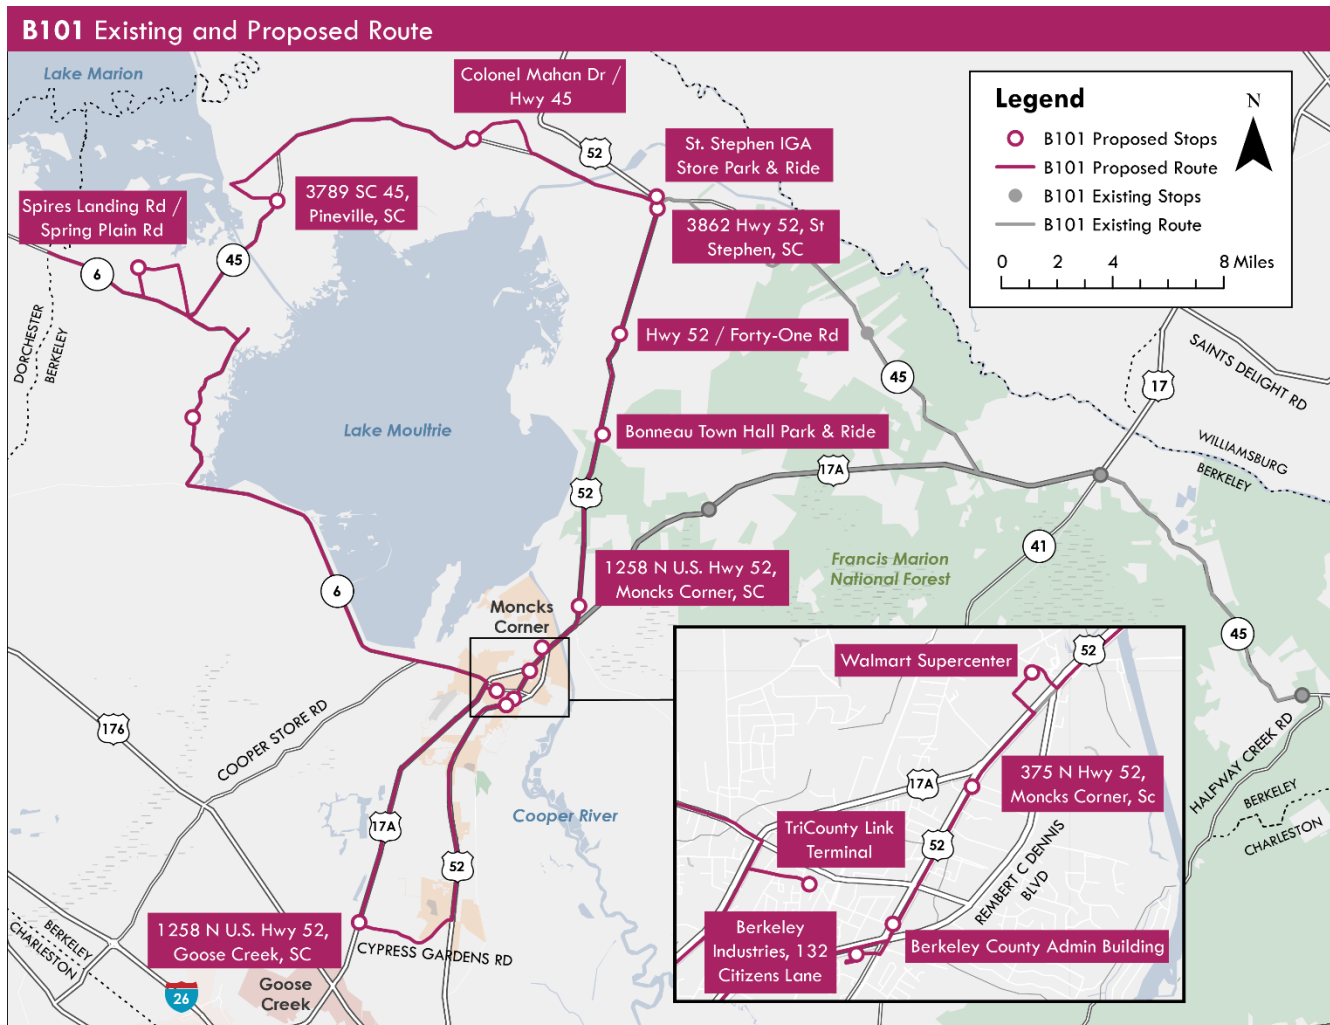 B101 Existing and Proposed Route
Lake Marion
Colonel Mahan Dr /
Hwy 45
52
St. Stephen IGA
Store Park & Ride
Legend
N
B101 Proposed Stops
B101 Proposed Route
B101 Existing Stops
B101 Existing Route
0 2 4 8 Miles
Spires Landing Rd /
Spring Plain Rd
3789 SC 45,
Pineville, SC
3862 Hwy 52, St
Stephen, SC
6
45
DORCHESTER
BERKELEY
Hwy 52 / Forty-One Rd
45
17
SAINTS DELIGHT RD
Lake Moultrie
Bonneau Town Hall Park & Ride
17A
WILLIAMSBURG
BERKELEY
52
41
Francis Marion
National Forest
1258 N U.S. Hwy 52,
Moncks Corner, SC
6
Moncks
Corner
45
176
COOPER STORE RD
Cooper River
17A
52
1258 N U.S. Hwy 52,
Goose Creek, SC
CYPRESS GARDENS RD
BERKELEY
CHARLESTON
26
Goose
Creek
Walmart Supercenter
52
17A
375 N Hwy 52,
Moncks Corner, Sc
TriCounty Link
Terminal
52
REMBERT C DENNIS
BLVD
Berkeley
Industries, 132
Citizens Lane
Berkeley County Admin Building
HALFWAY CREEK RD
BERKELEY
CHARLESTON